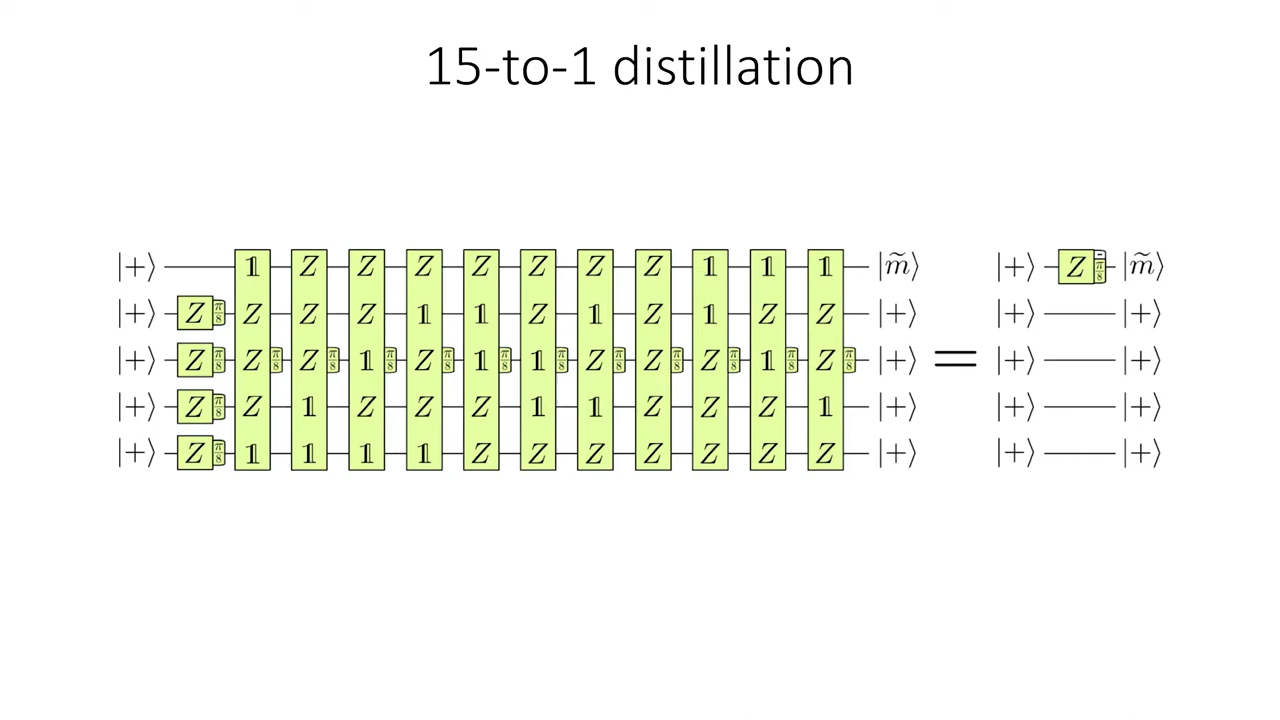 15-to-1 distillation
|+⟩ 𝟙 Z Z Z Z Z Z Z 𝟙 𝟙 𝟙 |m̃⟩ |+⟩ Z -π/8 |m̃⟩
|+⟩ Z π/8 Z Z Z 𝟙 𝟙 Z 𝟙 Z 𝟙 Z Z |+⟩ |+⟩ |+⟩
|+⟩ Z π/8 Z π/8 Z π/8 𝟙 π/8 Z π/8 𝟙 π/8 𝟙 π/8 Z π/8 Z π/8 Z π/8 𝟙 π/8 Z π/8 |+⟩ = |+⟩ |+⟩
|+⟩ Z π/8 Z 𝟙 Z Z Z 𝟙 𝟙 Z Z Z 𝟙 |+⟩ |+⟩ |+⟩
|+⟩ Z π/8 𝟙 𝟙 𝟙 𝟙 Z Z Z Z Z Z Z |+⟩ |+⟩ |+⟩